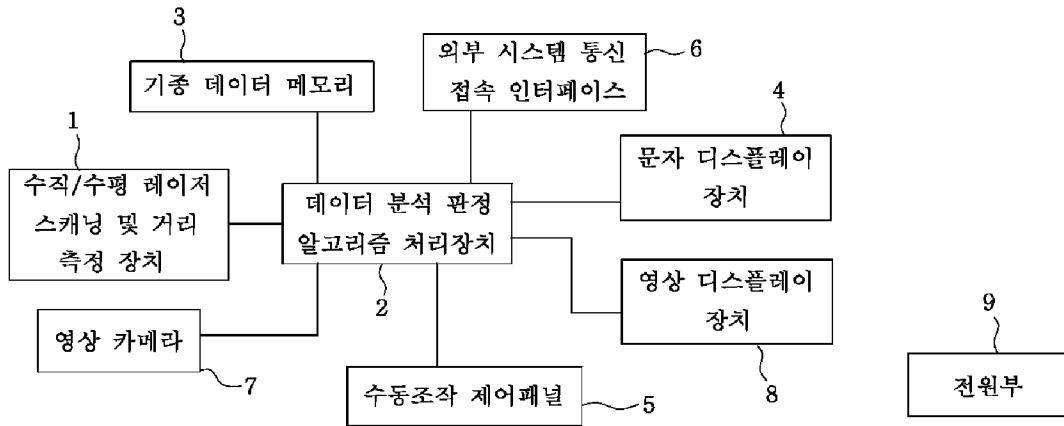 3
기종 데이터 메모리
외부 시스템 통신
접속 인터페이스
6
1
수직/수평 레이저
스캐닝 및 거리
측정 장치
데이터 분석 판정
알고리즘 처리장치
2
4
문자 디스플레이
장치
영상 디스플레이
장치
8
영상 카메라
7
수동조작 제어패널
5
9
전원부